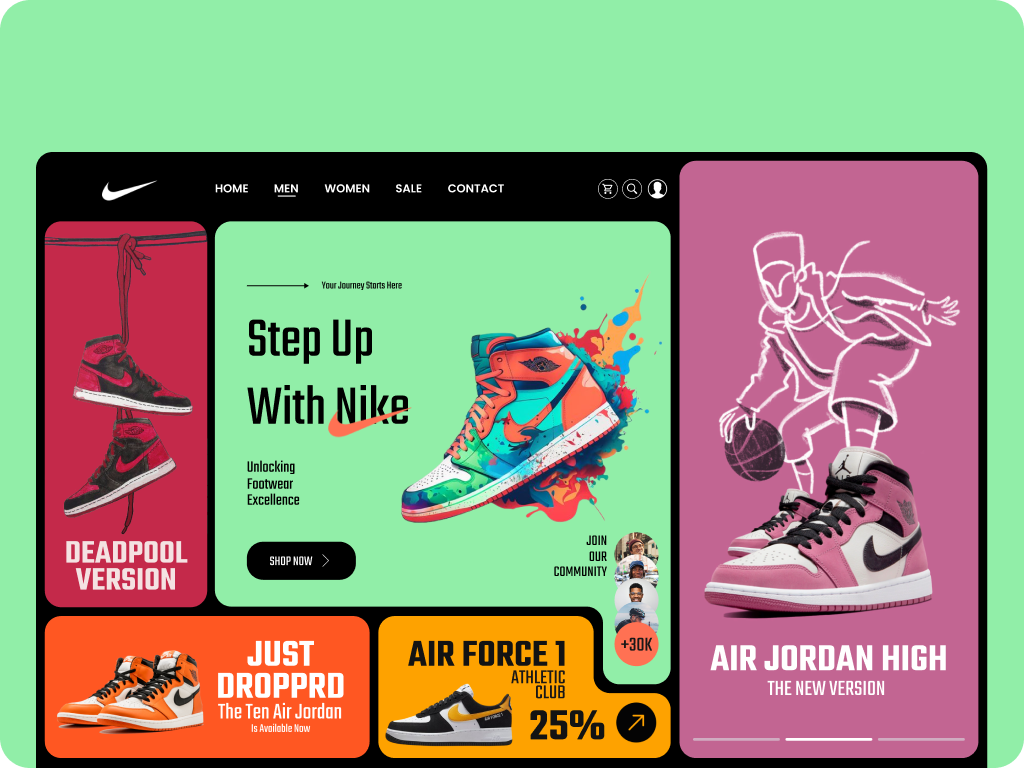 HOME
MEN
WOMEN
SALE
CONTACT
Your Journey Starts Here
Step Up
With Nike
Unlocking
Footwear
Excellence
SHOP NOW
JOIN
OUR
COMMUNITY
+30K
DEADPOOL
VERSION
JUST
DROPPRD
The Ten Air Jordan
Is Available Now
AIR FORCE 1
ATHLETIC
CLUB
25%
AIR JORDAN HIGH
THE NEW VERSION